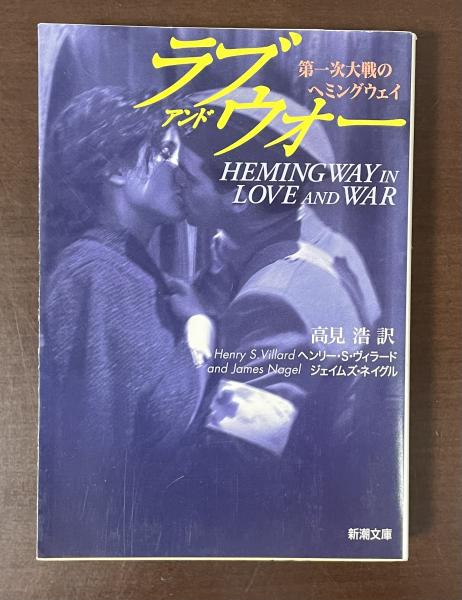 ラブ
アンド
ウォー
第一次大戦の
ヘミングウェイ
HEMINGWAY IN
LOVE AND WAR
高見 浩 訳
Henry S.Villard ヘンリー・S・ヴィラード
and James Nagel ジェイムズ・ネイグル
新潮文庫